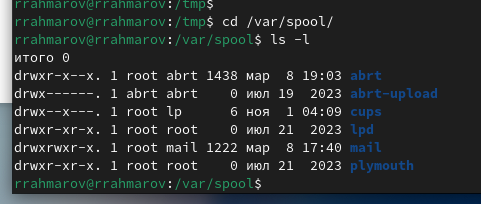 rrahmarov@rrahmarov:/tmp$
rrahmarov@rrahmarov:/tmp$ cd /var/spool/
rrahmarov@rrahmarov:/var/spool$ ls -l
итого 0
drwxr-x--x. 1 root abrt 1438 мар  8 19:03 abrt
drwx------. 1 abrt abrt    0 июл 19  2023 abrt-upload
drwx--x---. 1 root lp      6 ноя  1 04:09 cups
drwxr-xr-x. 1 root root    0 июл 21  2023 lpd
drwxrwxr-x. 1 root mail 1222 мар  8 17:40 mail
drwxr-xr-x. 1 root root    0 июл 21  2023 plymouth
rrahmarov@rrahmarov:/var/spool$